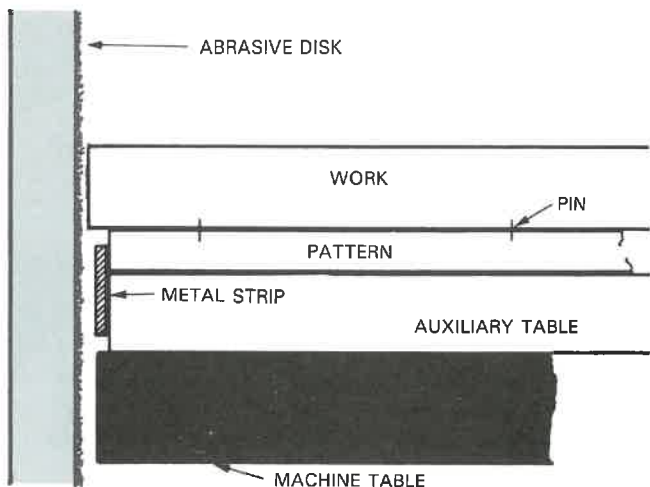 ABRASIVE DISK
WORK
PIN
PATTERN
METAL STRIP
AUXILIARY TABLE
MACHINE TABLE